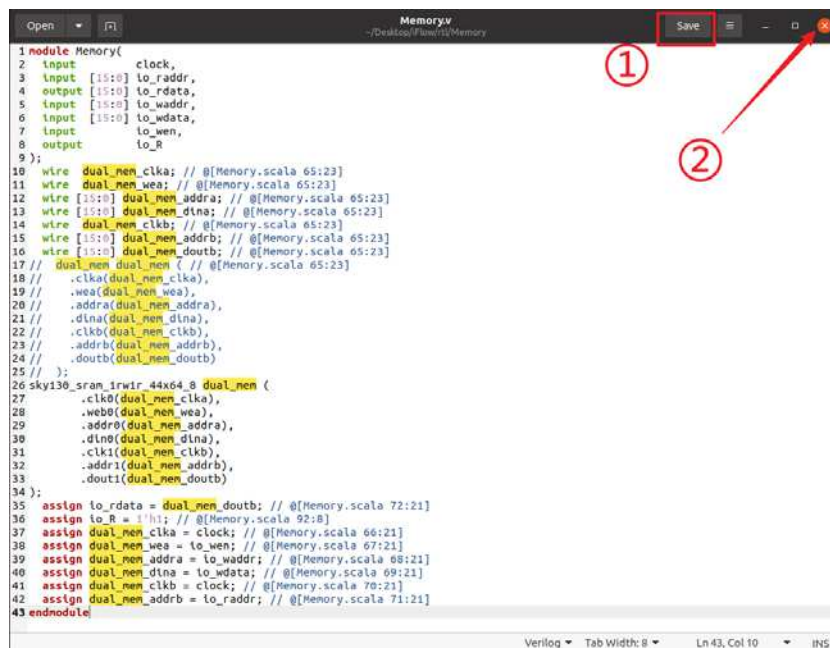 Open
Memory.v
~/Desktop/iFlow/rtl/Memory
Save
①
②
1 module Memory(
2   input         clock,
3   input  [15:0] io_raddr,
4   output [15:0] io_rdata,
5   input  [15:0] io_waddr,
6   input  [15:0] io_wdata,
7   input         io_wen,
8   output        io_R
9 );
10   wire  dual_mem_clka; // @[Memory.scala 65:23]
11   wire  dual_mem_wea; // @[Memory.scala 65:23]
12   wire [15:0] dual_mem_addra; // @[Memory.scala 65:23]
13   wire [15:0] dual_mem_dina; // @[Memory.scala 65:23]
14   wire  dual_mem_clkb; // @[Memory.scala 65:23]
15   wire [15:0] dual_mem_addrb; // @[Memory.scala 65:23]
16   wire [15:0] dual_mem_doutb; // @[Memory.scala 65:23]
17 //  dual_mem dual_mem ( // @[Memory.scala 65:23]
18 //    .clka(dual_mem_clka),
19 //    .wea(dual_mem_wea),
20 //    .addra(dual_mem_addra),
21 //    .dina(dual_mem_dina),
22 //    .clkb(dual_mem_clkb),
23 //    .addrb(dual_mem_addrb),
24 //    .doutb(dual_mem_doutb)
25 //  );
26 sky130_sram_1rw1r_44x64_8 dual_mem (
27         .clk0(dual_mem_clka),
28         .web0(dual_mem_wea),
29         .addr0(dual_mem_addra),
30         .din0(dual_mem_dina),
31         .clk1(dual_mem_clkb),
32         .addr1(dual_mem_addrb),
33         .dout1(dual_mem_doutb)
34 );
35   assign io_rdata = dual_mem_doutb; // @[Memory.scala 72:21]
36   assign io_R = 1'h1; // @[Memory.scala 92:8]
37   assign dual_mem_clka = clock; // @[Memory.scala 66:21]
38   assign dual_mem_wea = io_wen; // @[Memory.scala 67:21]
39   assign dual_mem_addra = io_waddr; // @[Memory.scala 68:21]
40   assign dual_mem_dina = io_wdata; // @[Memory.scala 69:21]
41   assign dual_mem_clkb = clock; // @[Memory.scala 70:21]
42   assign dual_mem_addrb = io_raddr; // @[Memory.scala 71:21]
43 endmodule
Verilog Tab Width: 8 Ln 43, Col 10 INS